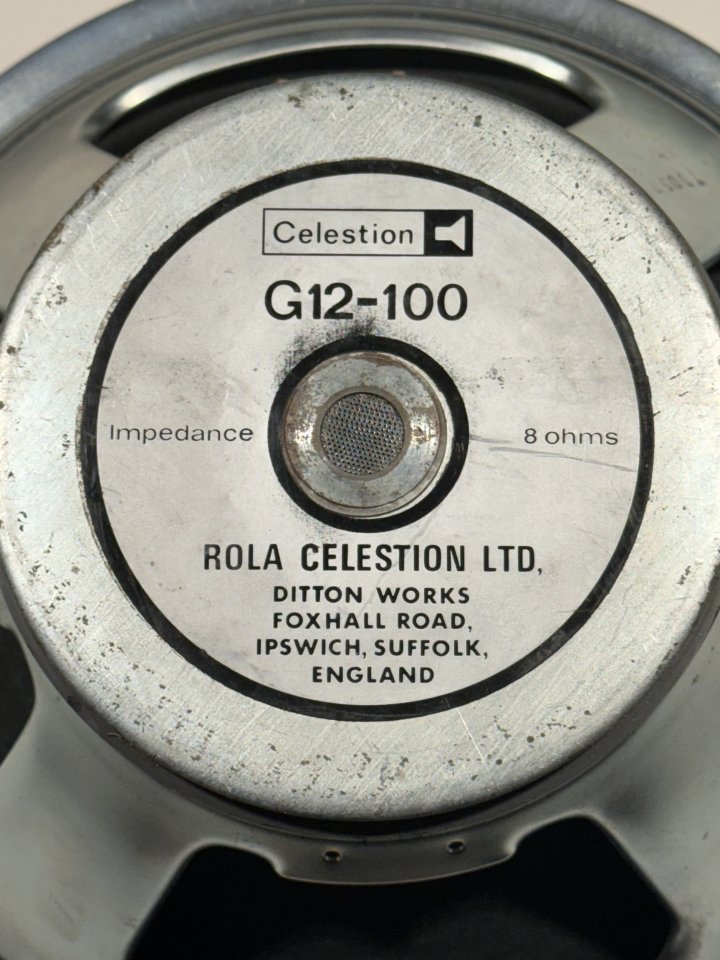 Celestion
G12-100
Impedance 8 ohms
ROLA CELESTION LTD,
DITTON WORKS
FOXHALL ROAD,
IPSWICH, SUFFOLK,
ENGLAND